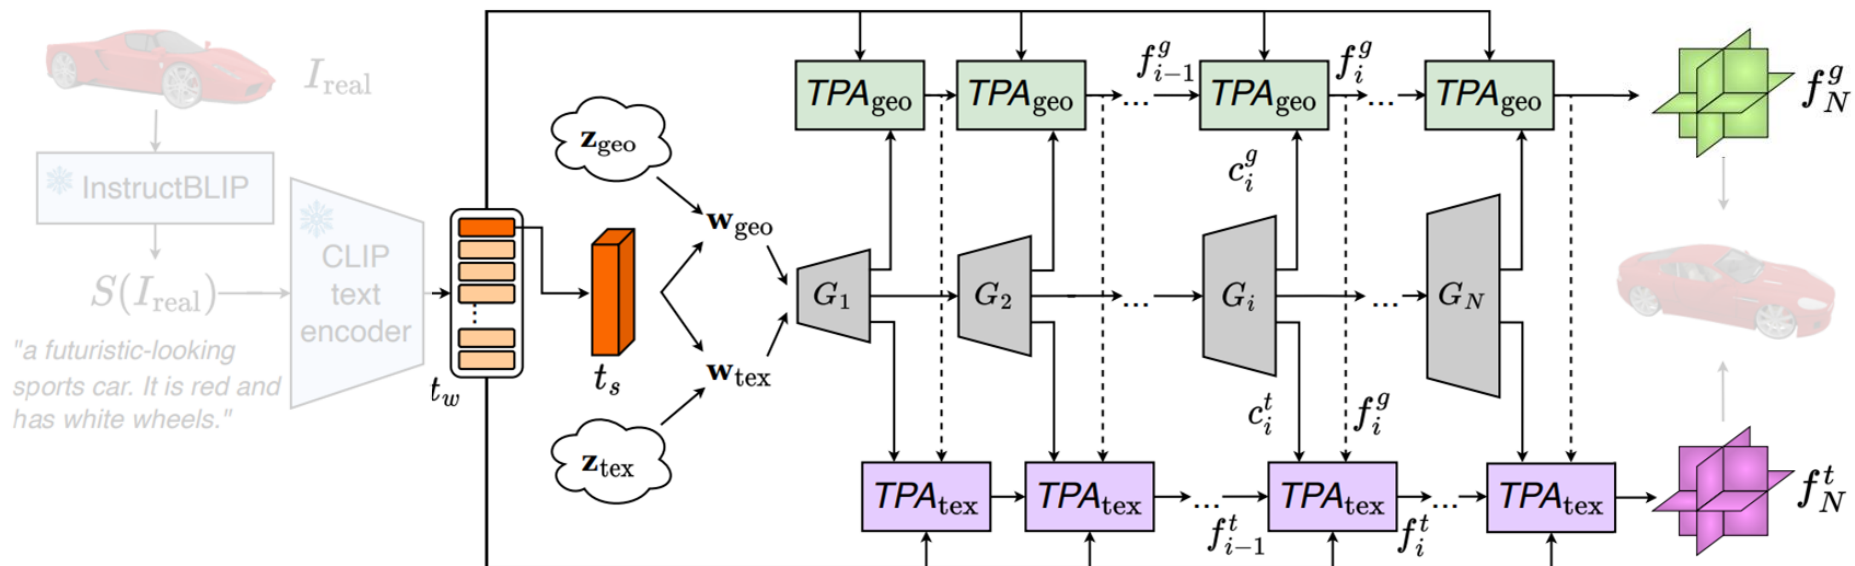 I_real
InstructBLIP
CLIP
text
encoder
S(I_real)
"a futuristic-looking
sports car. It is red and
has white wheels."
t_w
t_s
z_geo
w_geo
w_tex
z_tex
TPA_geo TPA_geo ... f^g_{i-1} TPA_geo f^g_i ... TPA_geo f^g_N
c^g_i
G_1 G_2 ... G_i ... G_N
c^t_i f^g_i
TPA_tex TPA_tex ... f^t_{i-1} TPA_tex f^t_i ... TPA_tex f^t_N